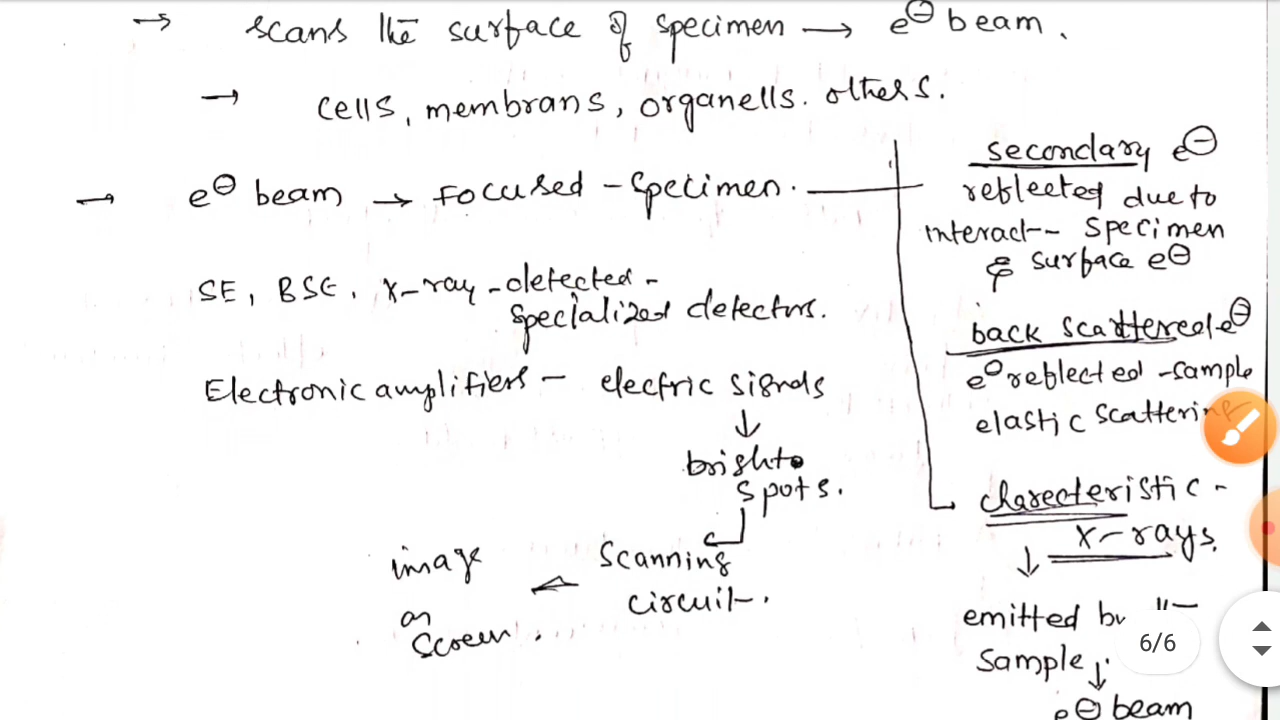 → scans the surface of specimen → e⊖ beam.
→ cells, membrans, organells. others.
→ e⊖ beam → Focused - specimen.
SE, BSE, x-ray - detected -
specialized detectors.
Electronic amplifiers - electric signals
↓
bright
spots.
scanning
circuit.
image
on
screen.
secondary e⊖
reflected due to
interact-- specimen
& surface e⊖
back scattered e⊖
e⊖ reflected - sample
elastic scattering
charecteristic -
x-rays.
↓
emitted by
sample ↓
e⊖ beam
6/6